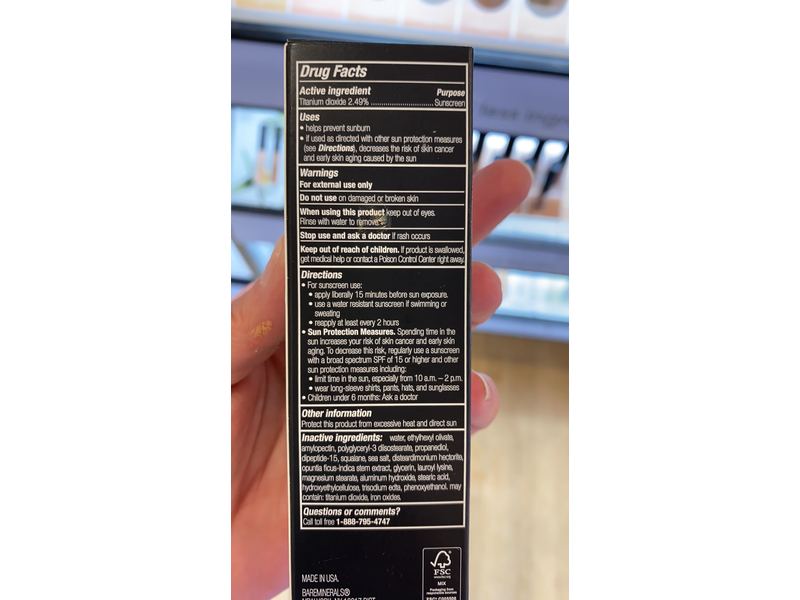 Drug Facts
Active ingredient Purpose
Titanium dioxide 2.49% ............................ Sunscreen
Uses
• helps prevent sunburn
• if used as directed with other sun protection measures
(see Directions), decreases the risk of skin cancer
and early skin aging caused by the sun
Warnings
For external use only
Do not use on damaged or broken skin
When using this product keep out of eyes.
Rinse with water to remove.
Stop use and ask a doctor if rash occurs
Keep out of reach of children. If product is swallowed,
get medical help or contact a Poison Control Center right away.
Directions
• For sunscreen use:
• apply liberally 15 minutes before sun exposure.
• use a water resistant sunscreen if swimming or
sweating
• reapply at least every 2 hours
• Sun Protection Measures. Spending time in the
sun increases your risk of skin cancer and early skin
aging. To decrease this risk, regularly use a sunscreen
with a broad spectrum SPF of 15 or higher and other
sun protection measures including:
• limit time in the sun, especially from 10 a.m. – 2 p.m.
• wear long-sleeve shirts, pants, hats, and sunglasses
• Children under 6 months: Ask a doctor
Other information
Protect this product from excessive heat and direct sun
Inactive ingredients: water, ethylhexyl olivate,
amylopectin, polyglyceryl-3 diisostearate, propanediol,
dipeptide-15, squalane, sea salt, disteardimonium hectorite,
opuntia ficus-indica stem extract, glycerin, lauroyl lysine,
magnesium stearate, aluminum hydroxide, stearic acid,
hydroxyethylcellulose, trisodium edta, phenoxyethanol. may
contain: titanium dioxide, iron oxides.
Questions or comments?
Call toll free 1-888-795-4747
FSC
www.fsc.org
MIX
Packaging from
responsible sources
MADE IN USA.
BAREMINERALS®